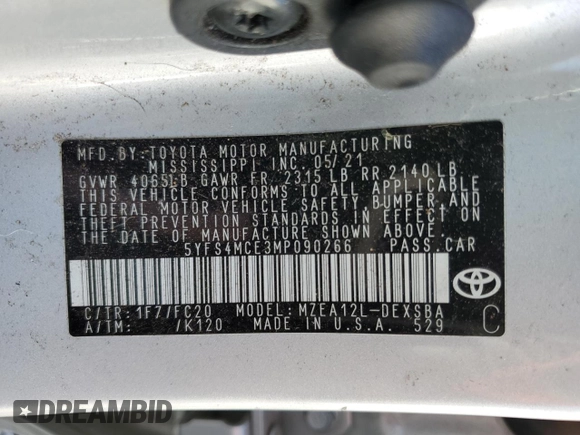 MFD. BY: TOYOTA MOTOR MANUFACTURING
MISSISSIPPI INC. 05/21
GVWR 4065LB GAWR FR. 2315 LB RR 2140 LB
THIS VEHICLE CONFORMS TO ALL APPLICABLE
FEDERAL MOTOR VEHICLE SAFETY, BUMPER, AND
THEFT PREVENTION STANDARDS IN EFFECT ON
THE DATE OF MANUFACTURE SHOWN ABOVE.
5YFS4MCE3MP090266 PASS. CAR
C/TR: 1F7/FC20 MODEL: MZEA12L-DEXSBA
A/TM: /K120 MADE IN U.S.A. 529
C
DREAMBID